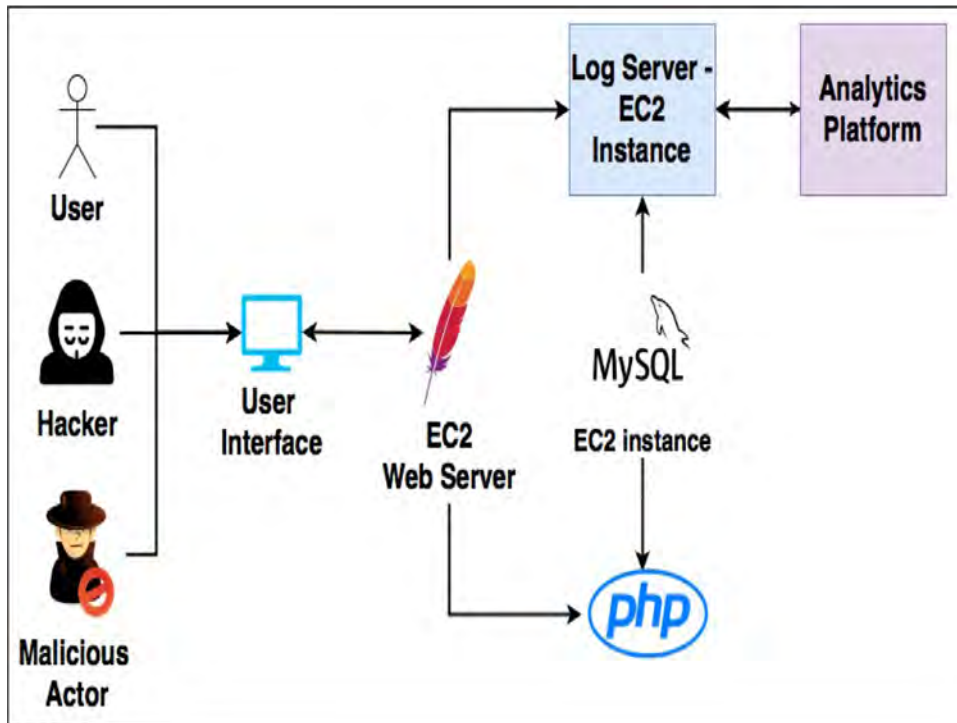 User
Hacker
Malicious
Actor
User
Interface
EC2
Web Server
Log Server -
EC2
Instance
Analytics
Platform
MySQL
EC2 instance
php